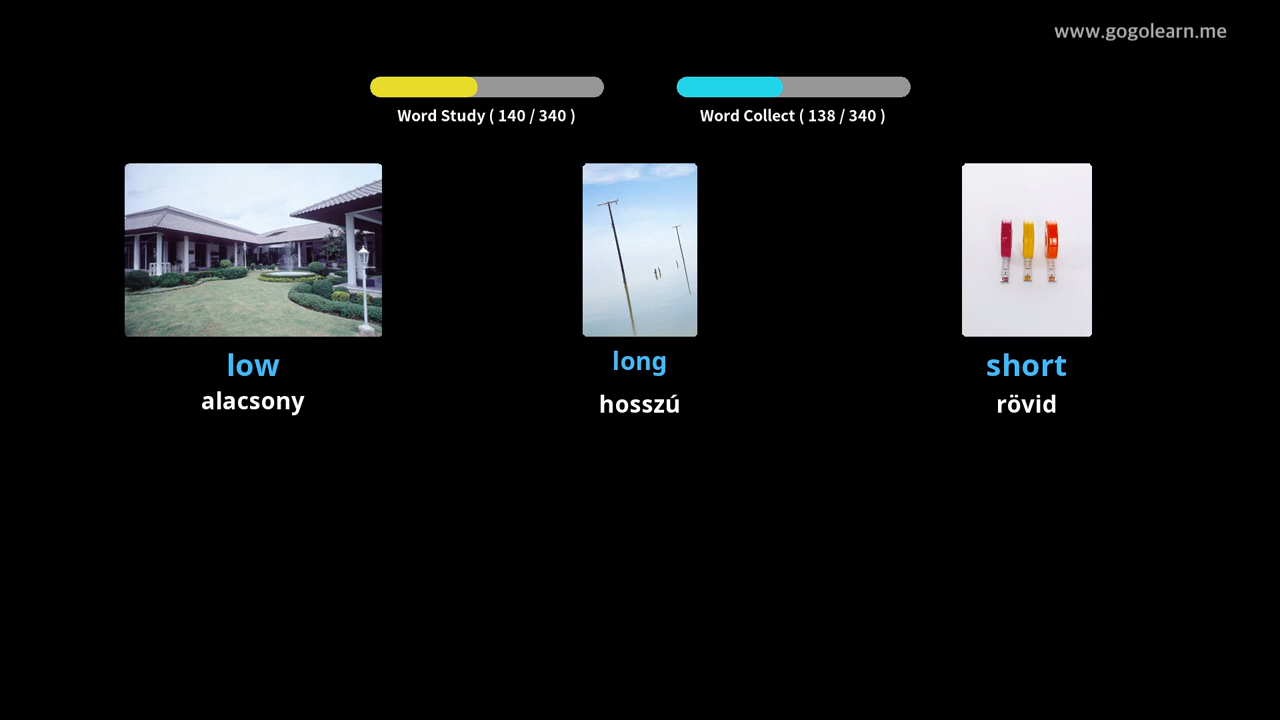 www.gogolearn.me
Word Study ( 140 / 340 )
Word Collect ( 138 / 340 )
low
long
short
alacsony
hosszú
rövid